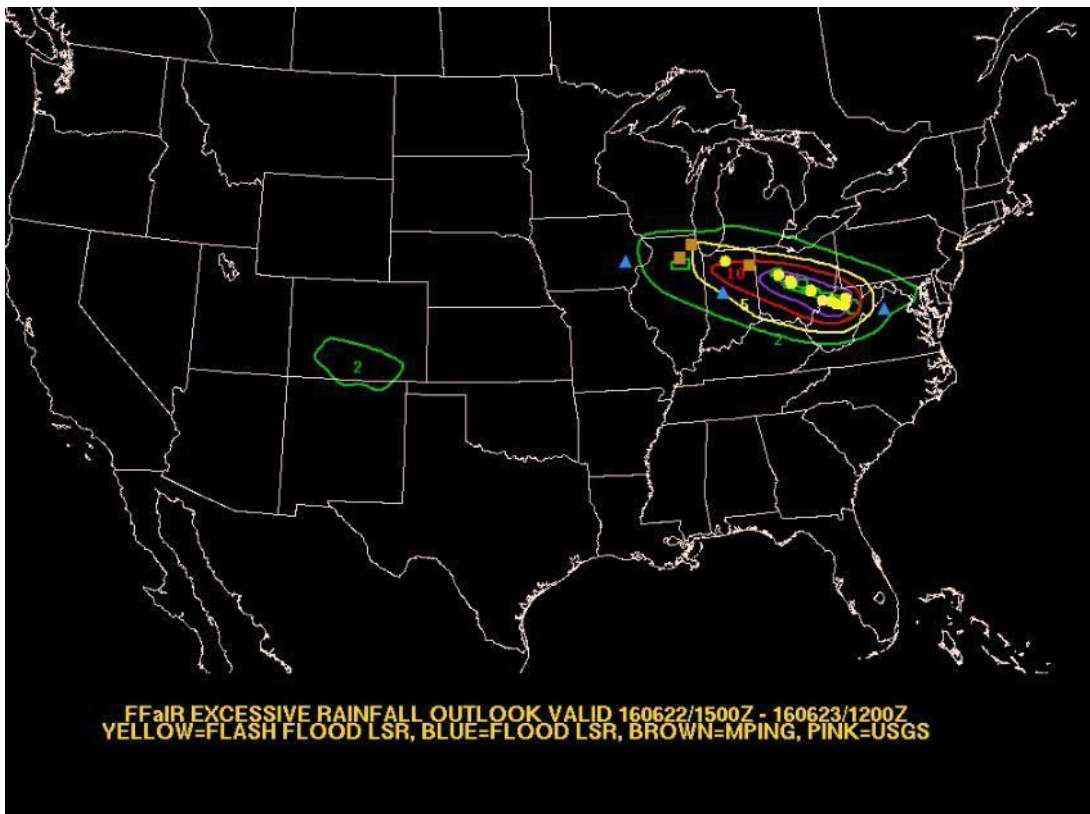 10
5
2
2
FFaIR EXCESSIVE RAINFALL OUTLOOK VALID 160622/1500Z - 160623/1200Z
YELLOW=FLASH FLOOD LSR, BLUE=FLOOD LSR, BROWN=MPING, PINK=USGS